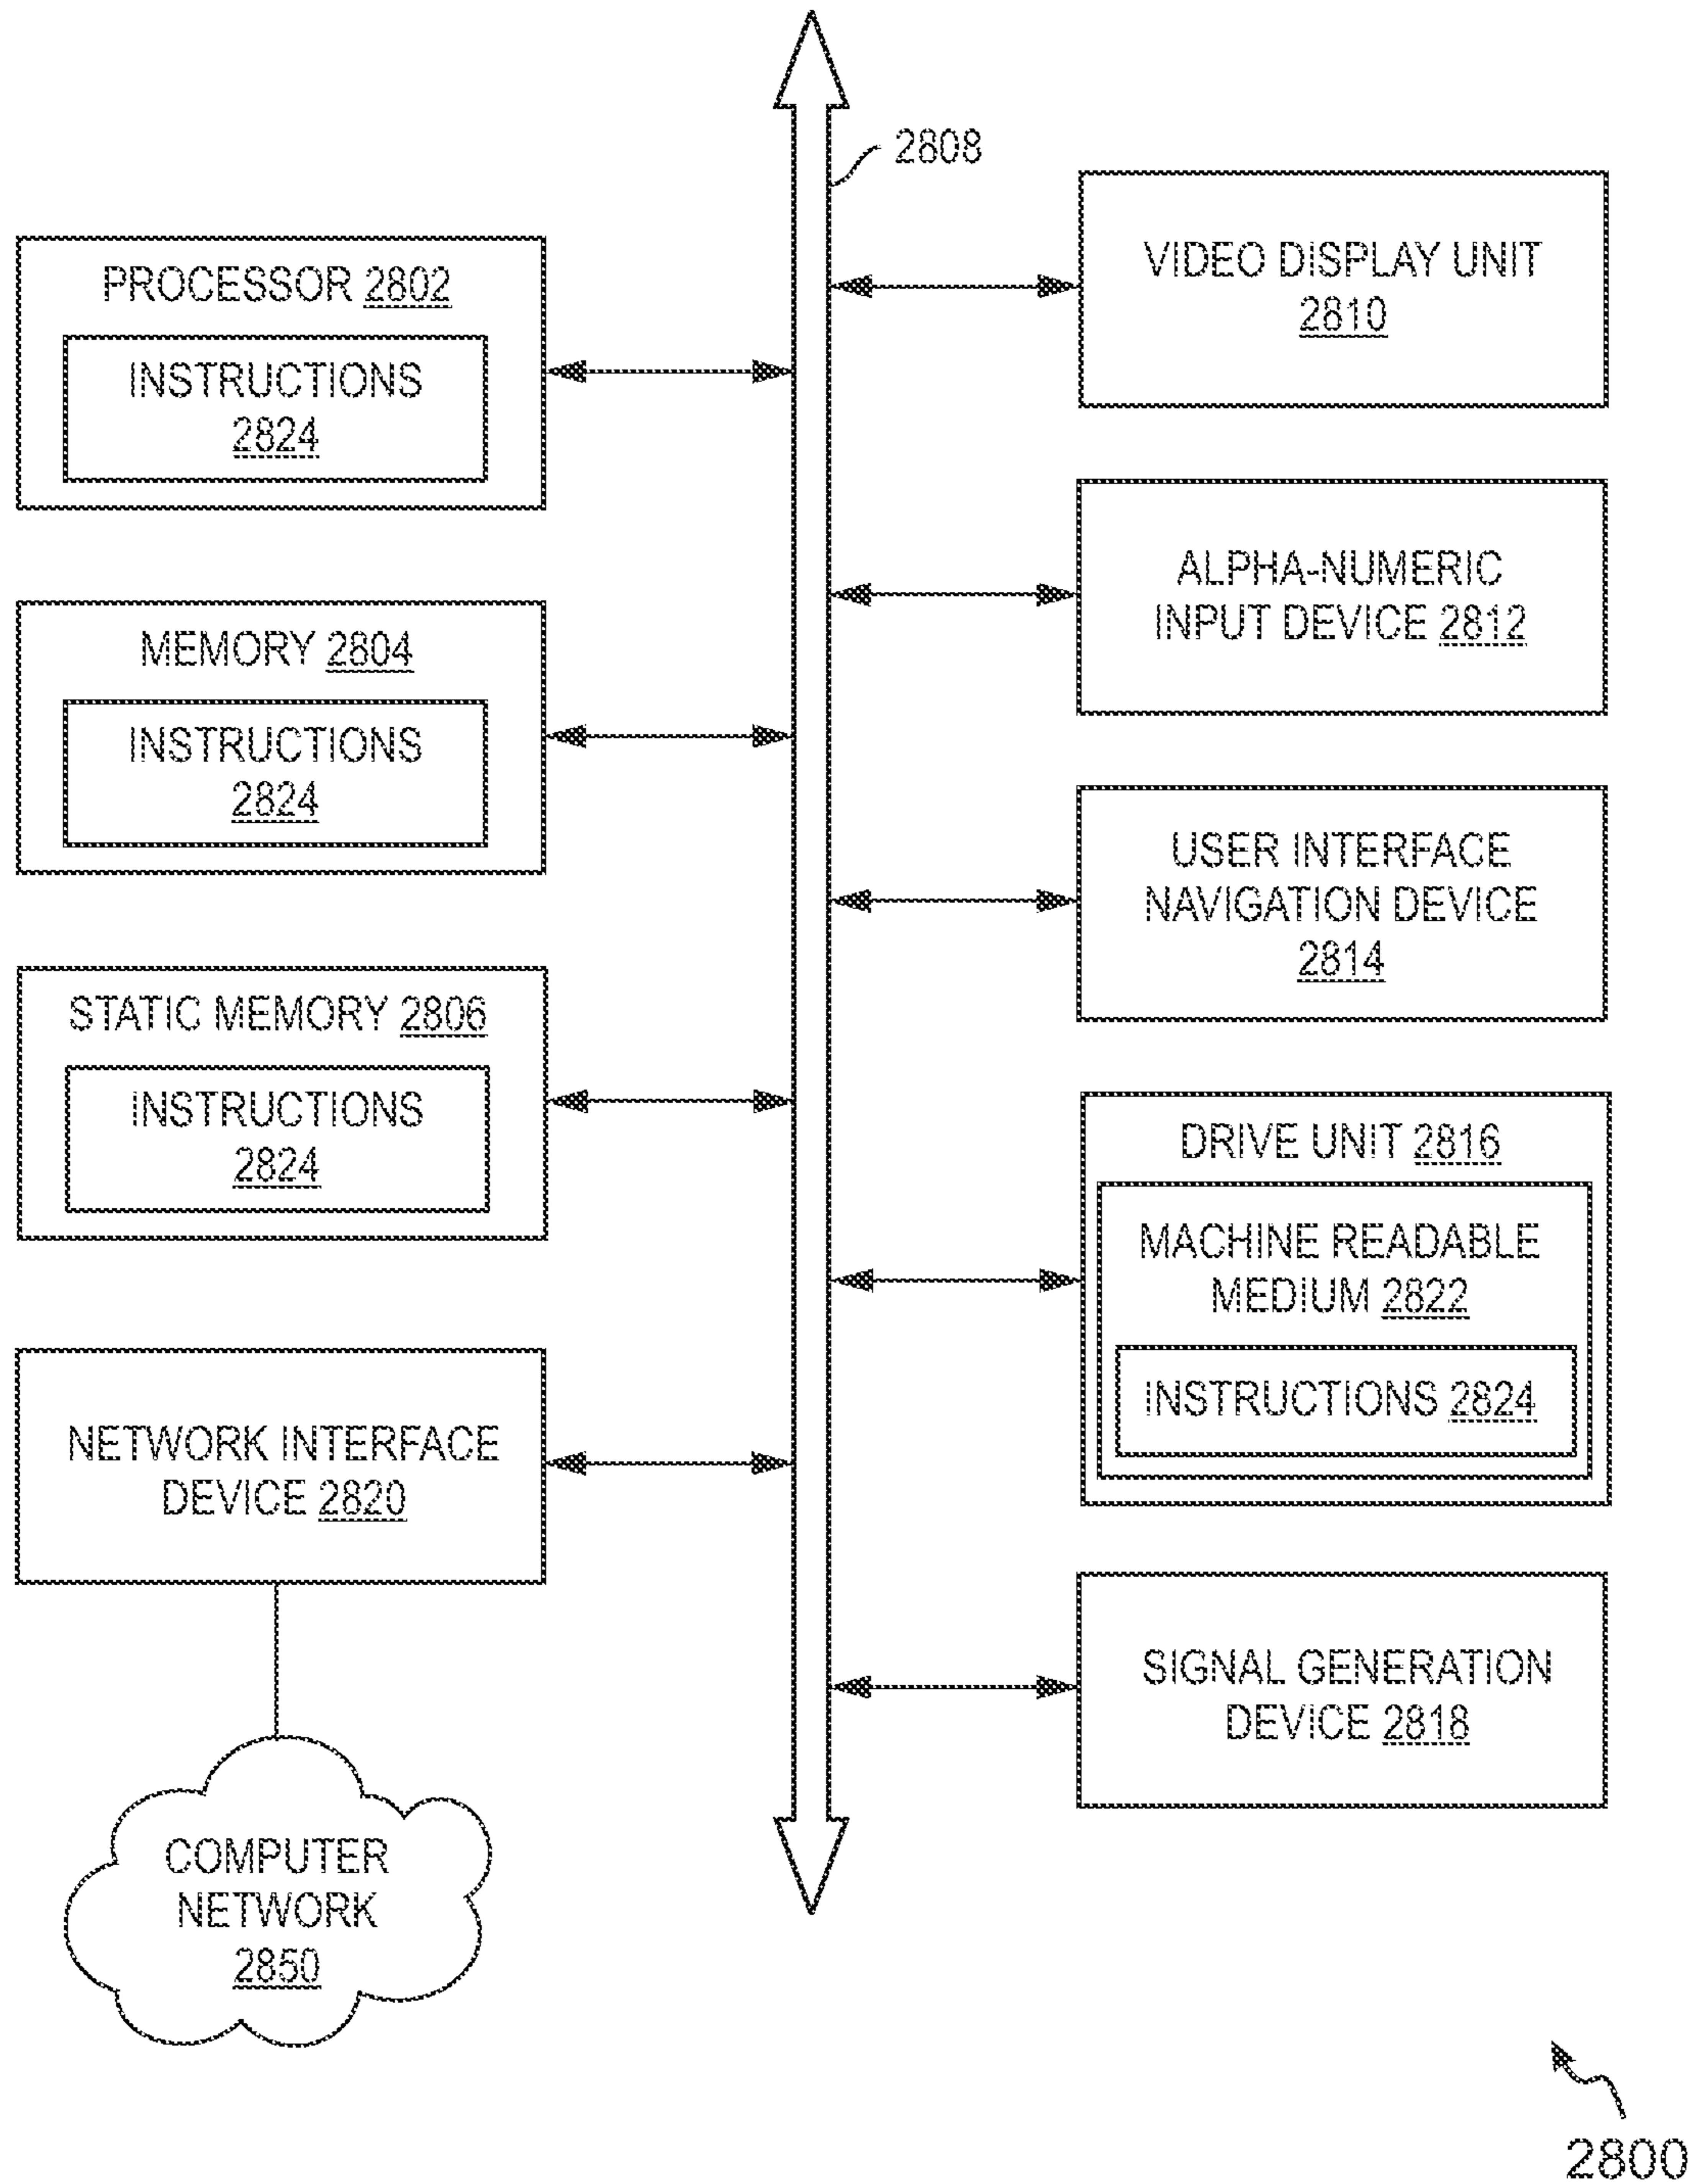 2808
PROCESSOR 2802
INSTRUCTIONS
2824
MEMORY 2804
INSTRUCTIONS
2824
STATIC MEMORY 2806
INSTRUCTIONS
2824
NETWORK INTERFACE
DEVICE 2820
COMPUTER
NETWORK
2850
VIDEO DISPLAY UNIT
2810
ALPHA-NUMERIC
INPUT DEVICE 2812
USER INTERFACE
NAVIGATION DEVICE
2814
DRIVE UNIT 2816
MACHINE READABLE
MEDIUM 2822
INSTRUCTIONS 2824
SIGNAL GENERATION
DEVICE 2818
2800